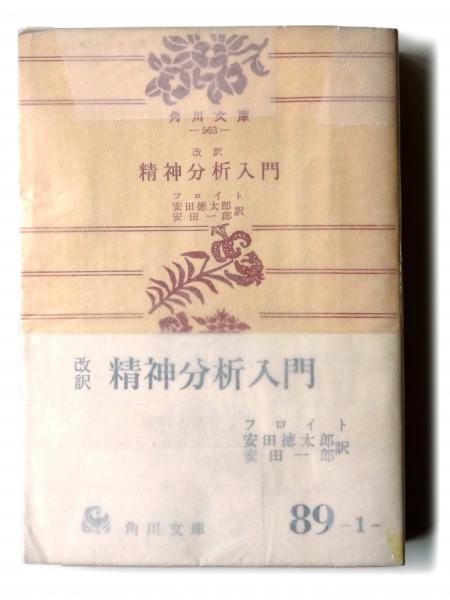 角川文庫
—563—
改訳
精神分析入門
フロイト
安田徳太郎
安田一郎 訳
改訳 精神分析入門
フロイト
安田徳太郎
安田一郎 訳
角川文庫
89-1-